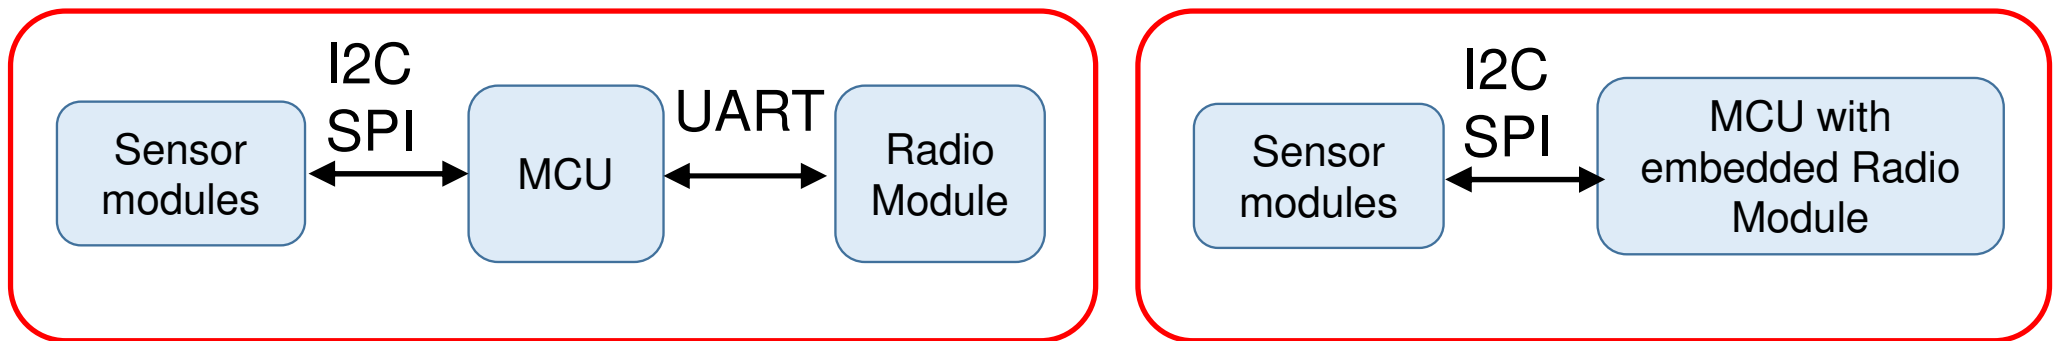 I2C
SPI
Sensor
modules
MCU
UART
Radio
Module
I2C
SPI
Sensor
modules
MCU with
embedded Radio
Module